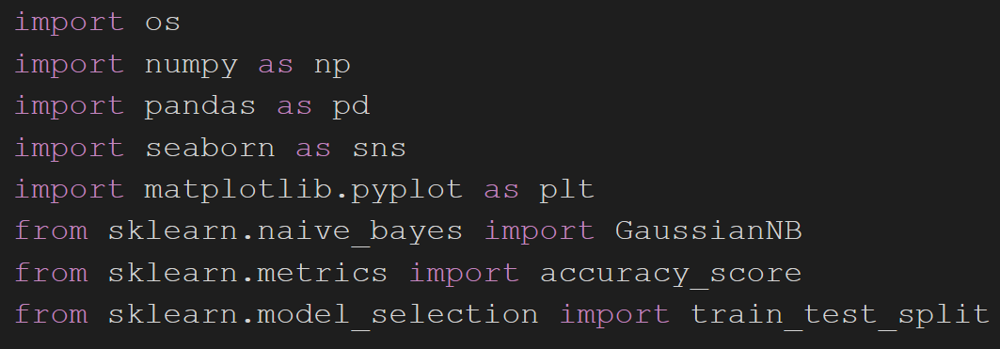 import os
import numpy as np
import pandas as pd
import seaborn as sns
import matplotlib.pyplot as plt
from sklearn.naive_bayes import GaussianNB
from sklearn.metrics import accuracy_score
from sklearn.model_selection import train_test_split